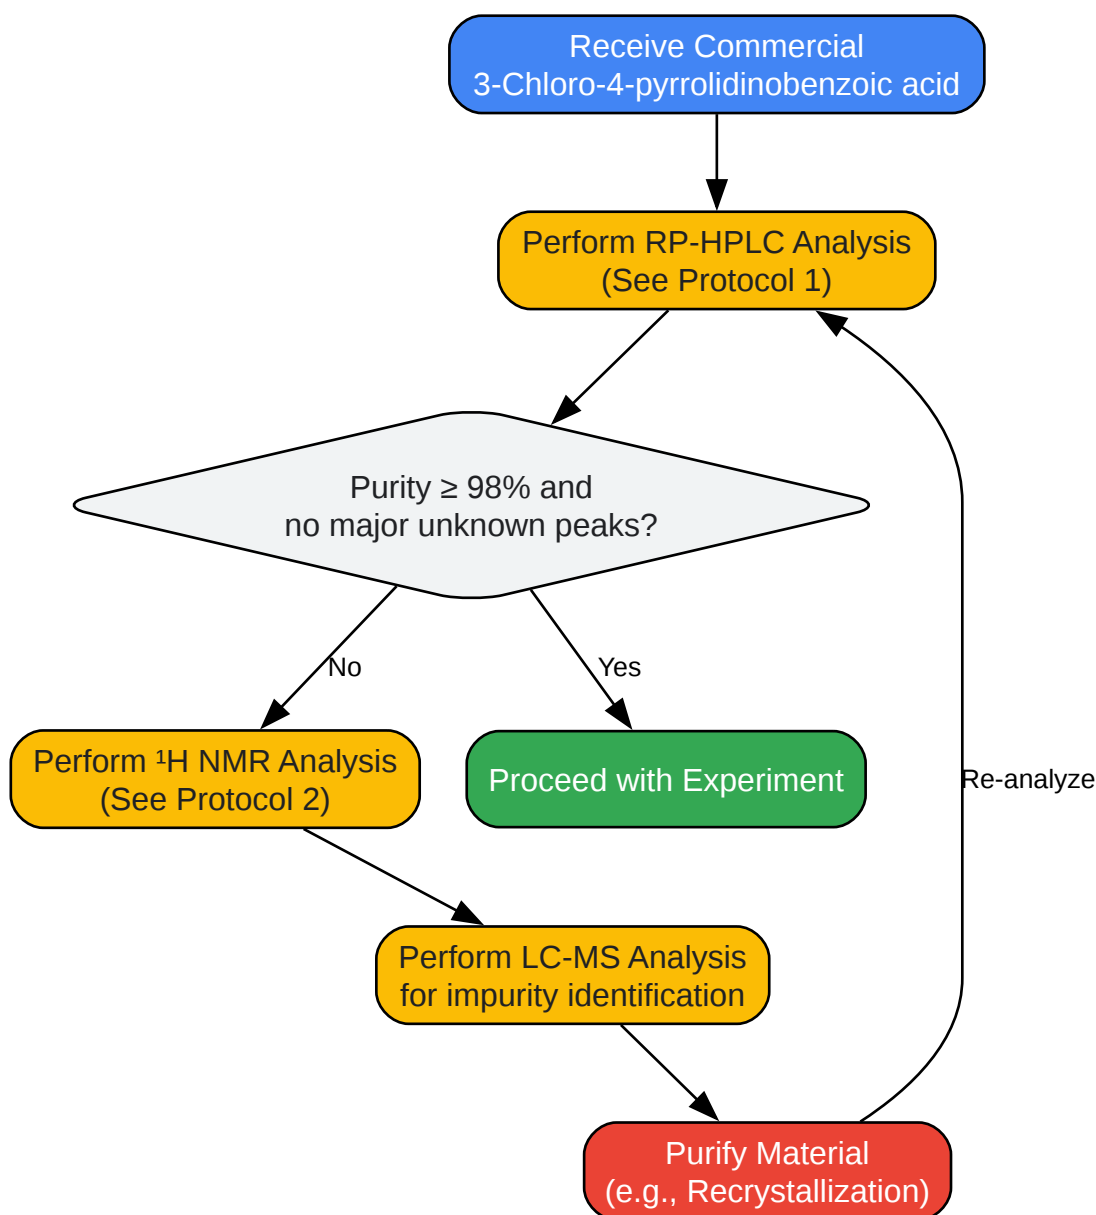 Receive Commercial
3-Chloro-4-pyrrolidinobenzoic acid
Perform RP-HPLC Analysis
(See Protocol 1)
Purity ≥ 98% and
no major unknown peaks?
No
Yes
Perform ¹H NMR Analysis
(See Protocol 2)
Proceed with Experiment
Re-analyze
Perform LC-MS Analysis
for impurity identification
Purify Material
(e.g., Recrystallization)